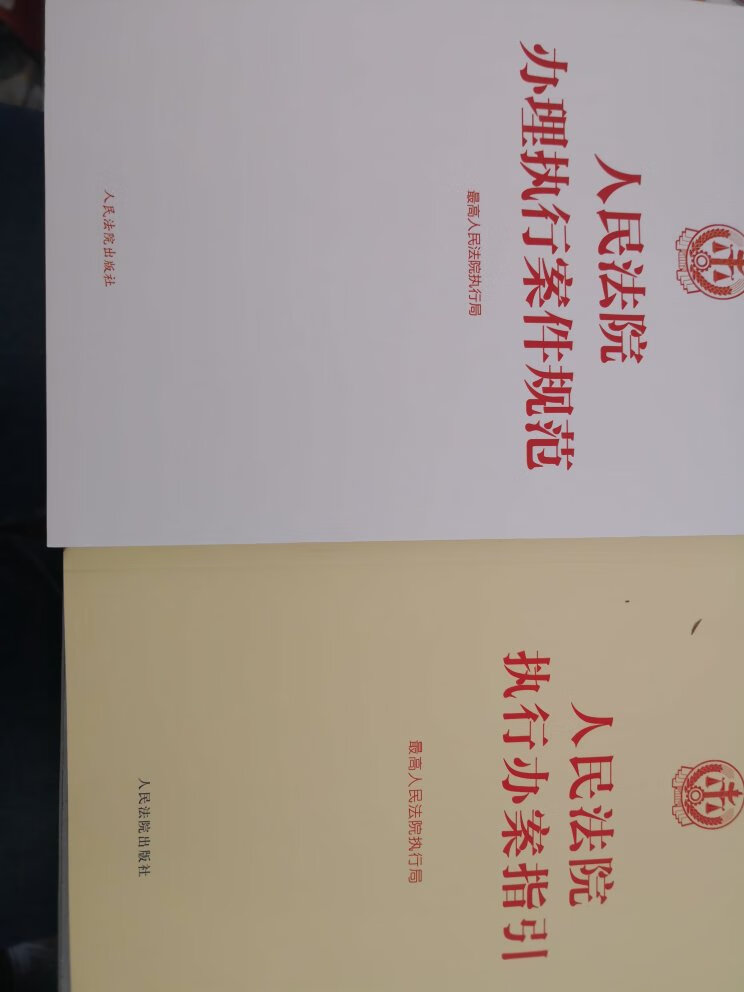 人民法院
办理执行案件规范
最高人民法院执行局
人民法院出版社
人民法院
执行办案指引
最高人民法院执行局
人民法院出版社